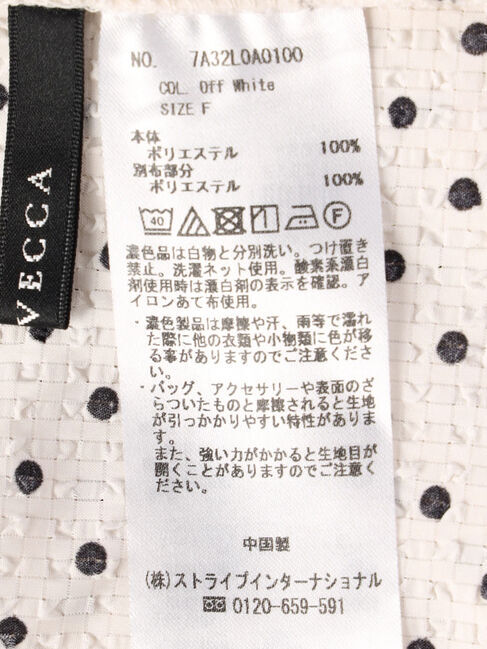 VECCA
NO. 7A32L0A0100
COL. Off White
SIZE F
本体
ポリエステル 100%
別布部分
ポリエステル 100%
40 F
濃色品は白物と分別洗い。つけ置き
禁止。洗濯ネット使用。酸素系漂白
剤使用時は漂白剤の表示を確認。ア
イロンあて布使用。
・濃色製品は摩擦や汗、雨等で濡れ
た際に他の衣類や小物類に色が移
る事がありますのでご注意くださ
い。
・バッグ、アクセサリーや表面のざ
らついたものと摩擦されると生地
が引っかかりやすい特性がありま
す。
また、強い力がかかると生地目が
開くことがありますのでご注意く
ださい。
中国製
(株)ストライプインターナショナル
0120-659-591